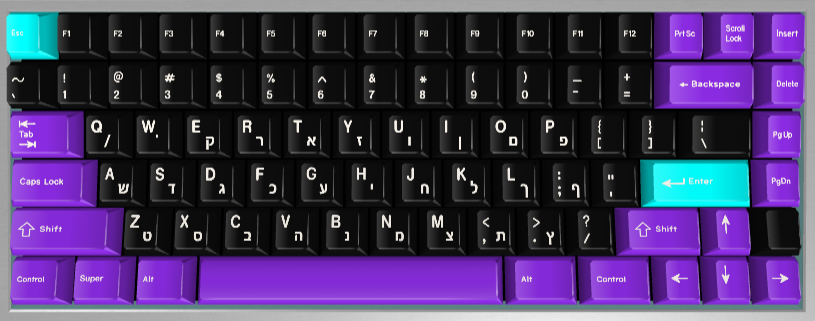 Esc F1 F2 F3 F4 F5 F6 F7 F8 F9 F10 F11 F12 PrtSc Scroll Lock Insert
~ ` ! 1 @ 2 # 3 $ 4 % 5 ^ 6 & 7 * 8 ( 9 ) 0 _ - + = ← Backspace Delete
⇤ Tab ⇥ Q / W ' E ק R ר T א Y ז U ו I ן O ם P פ { [ } ] ¦ \ PgUp
Caps Lock A ש S ד D ג F כ G ע H י J ח K ל L ך : ; ף " ' ↵ Enter PgDn
⇧ Shift Z ט X ס C ב V ה B נ N מ M צ < , ת > . ץ ? / ⇧ Shift ↑
Control Super Alt Alt Control ← ↓ →